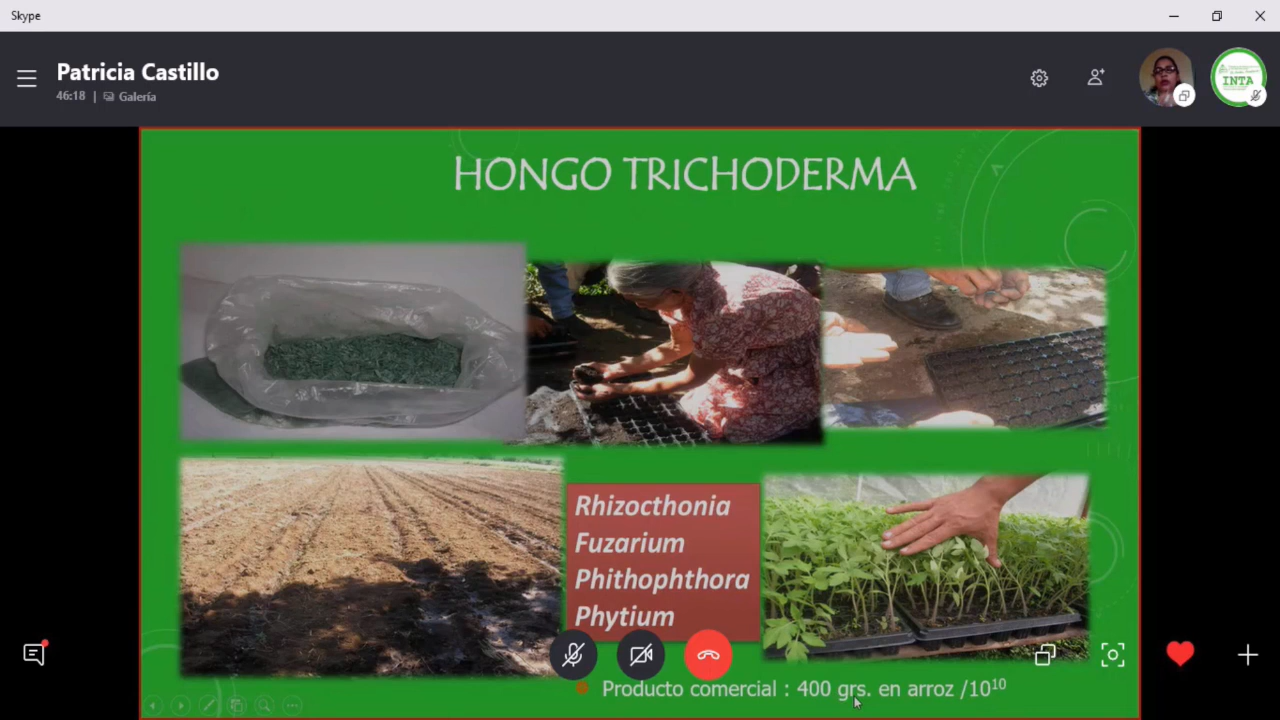 Skype
Patricia Castillo
46:18 | Galería
INTA
HONGO TRICHODERMA
Rhizocthonia
Fuzarium
Phithophthora
Phytium
Producto comercial : 400 grs. en arroz /10¹⁰